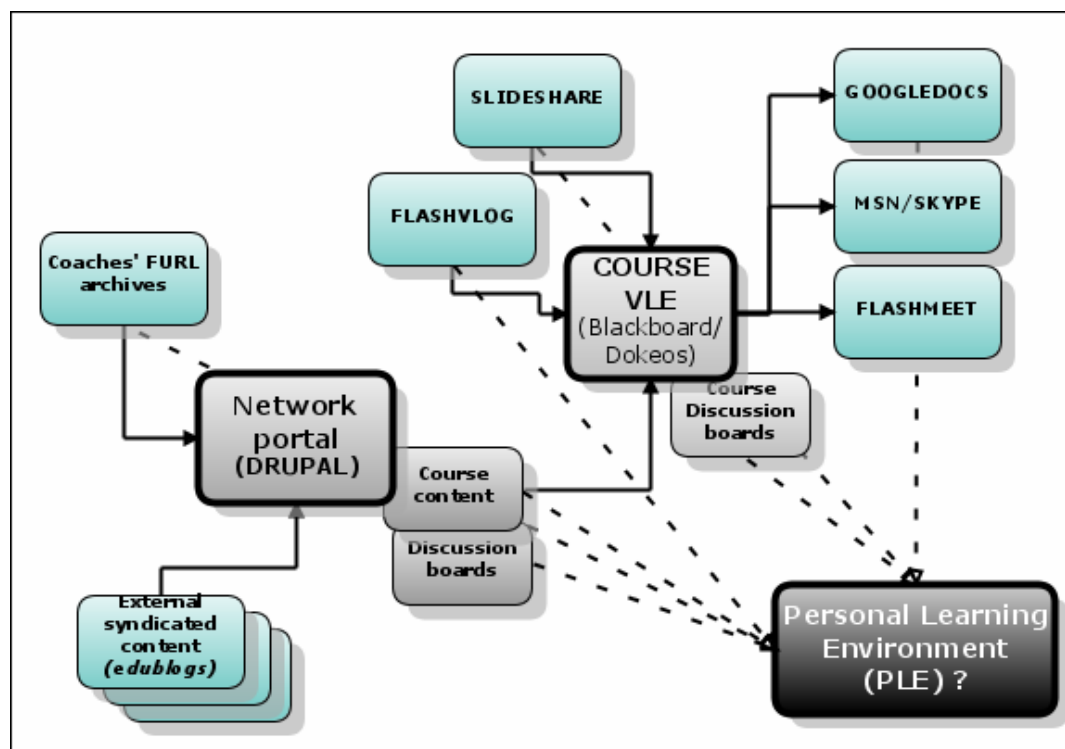 SLIDESHARE
GOOGLEDOCS
FLASHVLOG
MSN/SKYPE
Coaches' FURL
archives
COURSE
VLE
(Blackboard/
Dokeos)
FLASHMEET
Network
portal
(DRUPAL)
Course
Discussion
boards
Course
content
Discussion
boards
External
syndicated
content
(edublogs)
Personal Learning
Environment
(PLE) ?